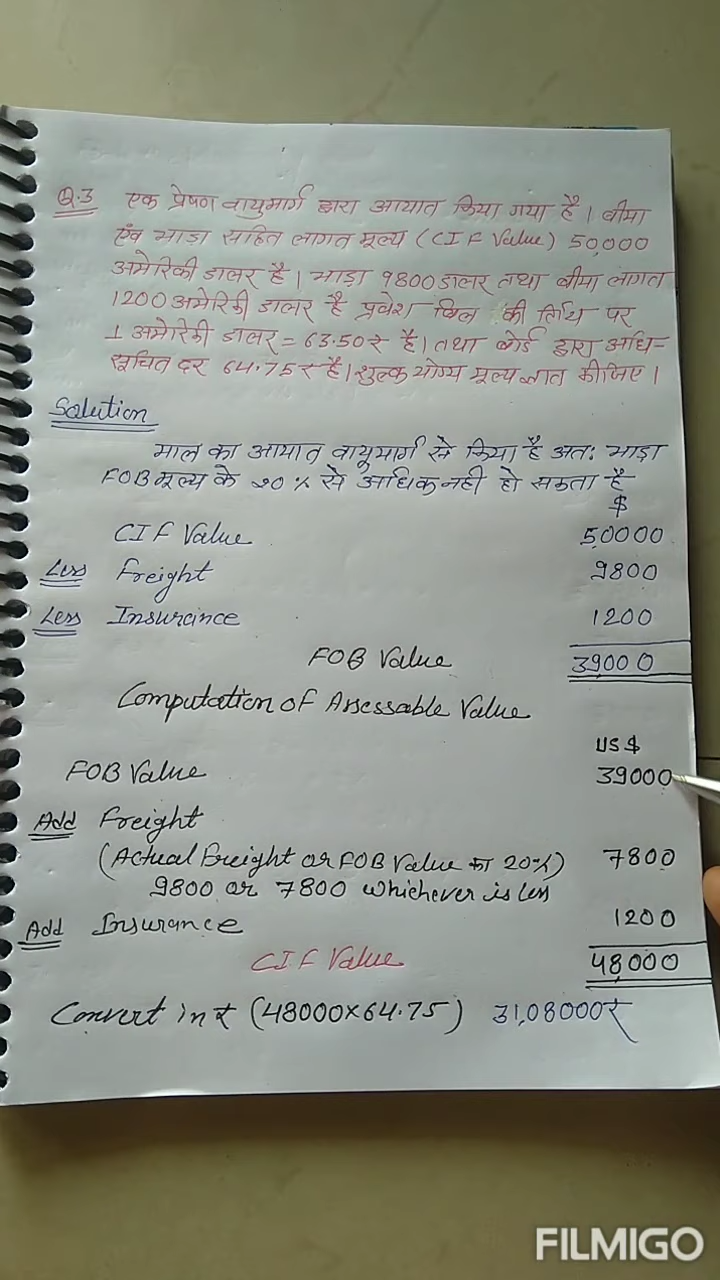 Q.3 एक प्रेषण वायुमार्ग द्वारा आयात किया गया है। बीमा
एंव भाडा सहित लागत मूल्य (CIF Value) 50,000
अमेरिकी डालर है। भाड़ा 9800 डालर तथा बीमा लागत
1200 अमेरिकी डालर है प्रवेश बिल की तिथि पर
1 अमेरिकी डालर = 63.50₹ है। तथा बोर्ड द्वारा अधि-
सूचित दर 64.75₹ है। शुल्क योग्य मूल्य ज्ञात कीजिए।
Solution
माल का आयात वायुमार्ग से किया है अतः भाड़ा
FOB मूल्य के 20% से अधिक नही हो सकता है
$
CIF Value 50000
Less Freight 9800
Less Insurance 1200
FOB Value 39000
Computation of Assessable Value
US $
FOB Value 39000
Add Freight
(Actual Freight or FOB Value का 20%) 7800
9800 or 7800 whichever is less
Add Insurance 1200
CIF Value 48,000
Convert in ₹ (48000×64.75) 31,08000₹
FILMIGO